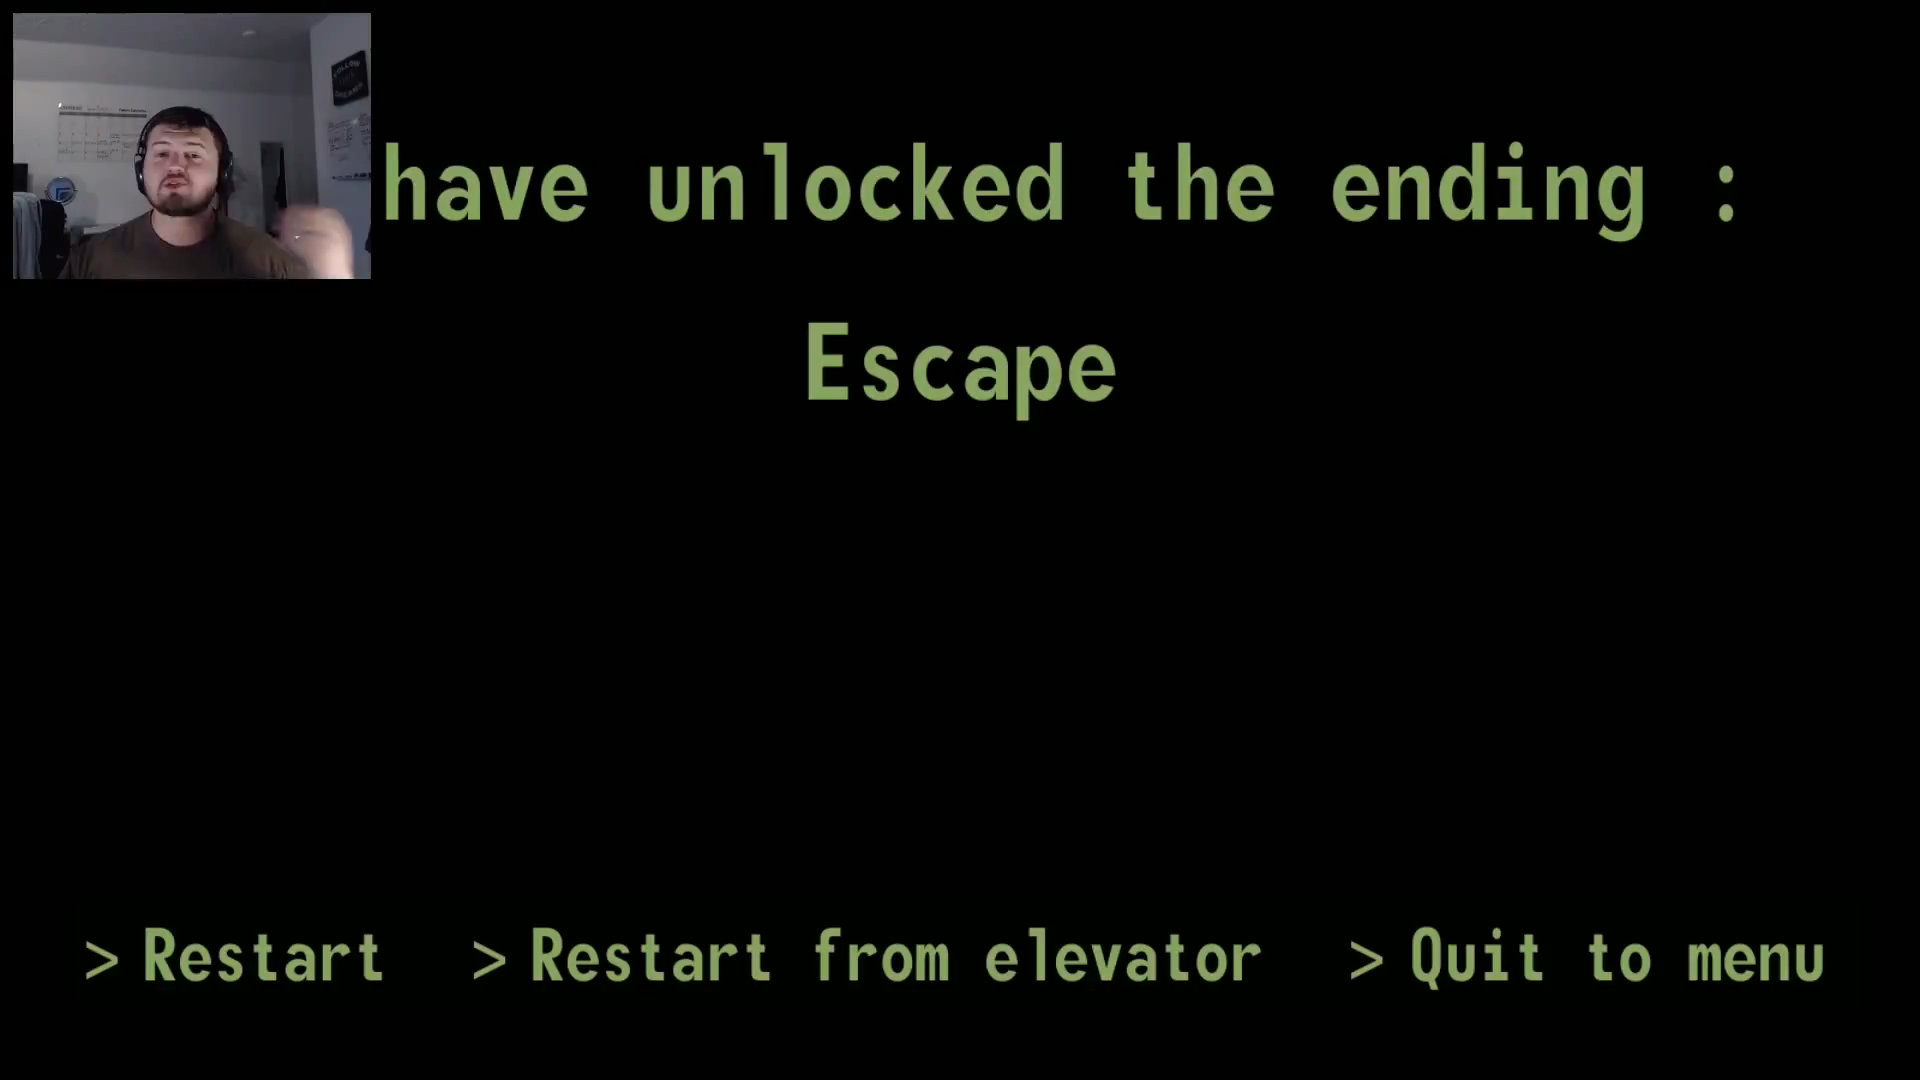 have unlocked the ending :
Escape
> Restart > Restart from elevator > Quit to menu